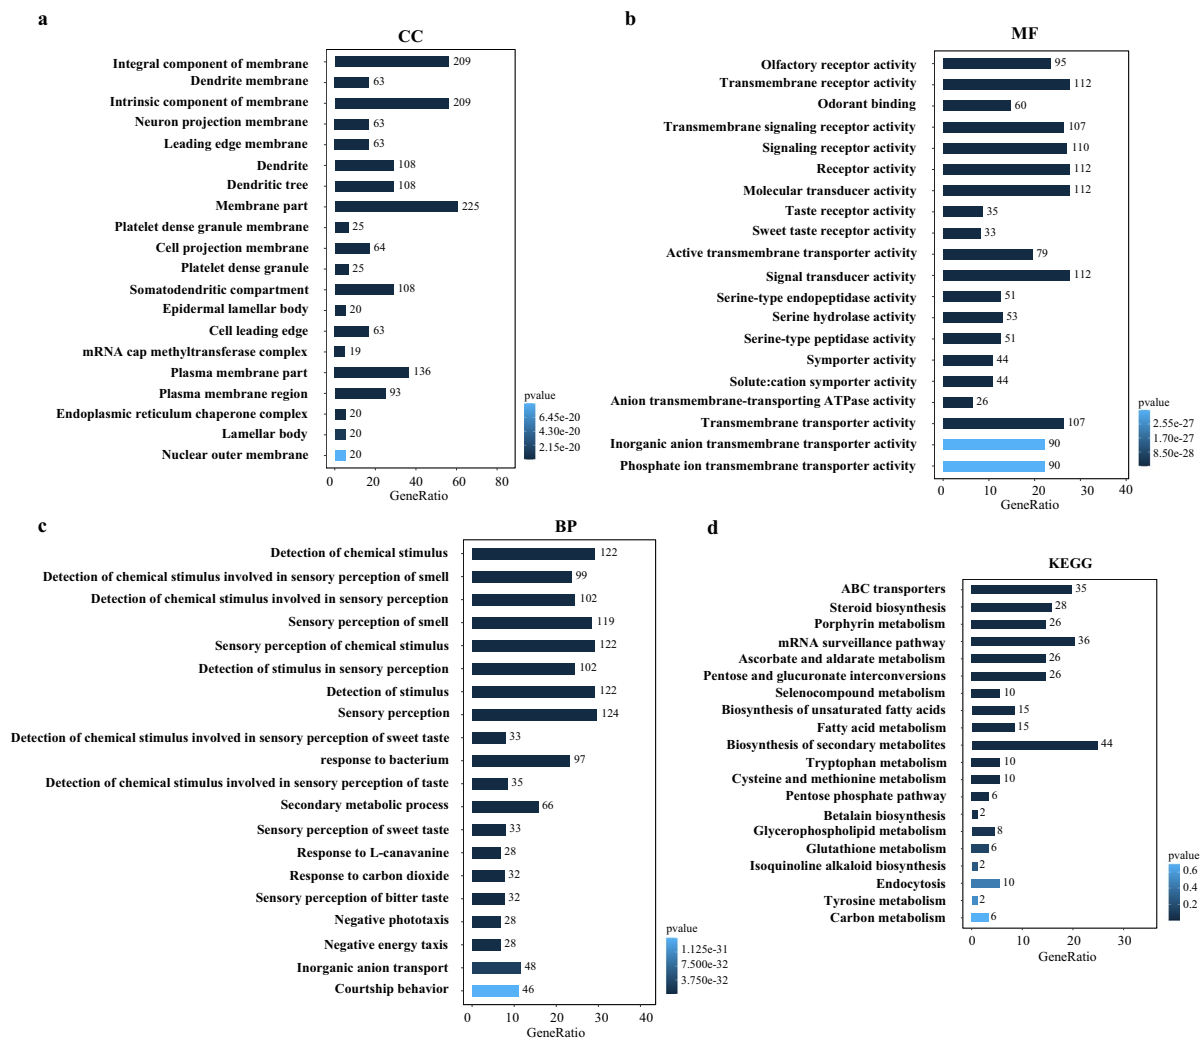 a
CC
Integral component of membrane 209
Dendrite membrane 63
Intrinsic component of membrane 209
Neuron projection membrane 63
Leading edge membrane 63
Dendrite 108
Dendritic tree 108
Membrane part 225
Platelet dense granule membrane 25
Cell projection membrane 64
Platelet dense granule 25
Somatodendritic compartment 108
Epidermal lamellar body 20
Cell leading edge 63
mRNA cap methyltransferase complex 19
Plasma membrane part 136
Plasma membrane region 93
Endoplasmic reticulum chaperone complex 20
Lamellar body 20
Nuclear outer membrane 20
0 20 40 60 80
GeneRatio
pvalue
6.45e-20
4.30e-20
2.15e-20
b
MF
Olfactory receptor activity 95
Transmembrane receptor activity 112
Odorant binding 60
Transmembrane signaling receptor activity 107
Signaling receptor activity 110
Receptor activity 112
Molecular transducer activity 112
Taste receptor activity 35
Sweet taste receptor activity 33
Active transmembrane transporter activity 79
Signal transducer activity 112
Serine-type endopeptidase activity 51
Serine hydrolase activity 53
Serine-type peptidase activity 51
Symporter activity 44
Solute:cation symporter activity 44
Anion transmembrane-transporting ATPase activity 26
Transmembrane transporter activity 107
Inorganic anion transmembrane transporter activity 90
Phosphate ion transmembrane transporter activity 90
0 10 20 30 40
GeneRatio
pvalue
2.55e-27
1.70e-27
8.50e-28
c
BP
Detection of chemical stimulus 122
Detection of chemical stimulus involved in sensory perception of smell 99
Detection of chemical stimulus involved in sensory perception 102
Sensory perception of smell 119
Sensory perception of chemical stimulus 122
Detection of stimulus in sensory perception 102
Detection of stimulus 122
Sensory perception 124
Detection of chemical stimulus involved in sensory perception of sweet taste 33
response to bacterium 97
Detection of chemical stimulus involved in sensory perception of taste 35
Secondary metabolic process 66
Sensory perception of sweet taste 33
Response to L-canavanine 28
Response to carbon dioxide 32
Sensory perception of bitter taste 32
Negative phototaxis 28
Negative energy taxis 28
Inorganic anion transport 48
Courtship behavior 46
0 10 20 30 40
GeneRatio
pvalue
1.125e-31
7.500e-32
3.750e-32
d
KEGG
ABC transporters 35
Steroid biosynthesis 28
Porphyrin metabolism 26
mRNA surveillance pathway 36
Ascorbate and aldarate metabolism 26
Pentose and glucuronate interconversions 26
Selenocompound metabolism 10
Biosynthesis of unsaturated fatty acids 15
Fatty acid metabolism 15
Biosynthesis of secondary metabolites 44
Tryptophan metabolism 10
Cysteine and methionine metabolism 10
Pentose phosphate pathway 6
Betalain biosynthesis 2
Glycerophospholipid metabolism 8
Glutathione metabolism 6
Isoquinoline alkaloid biosynthesis 2
Endocytosis 10
Tyrosine metabolism 2
Carbon metabolism 6
0 10 20 30
GeneRatio
pvalue
0.6
0.4
0.2